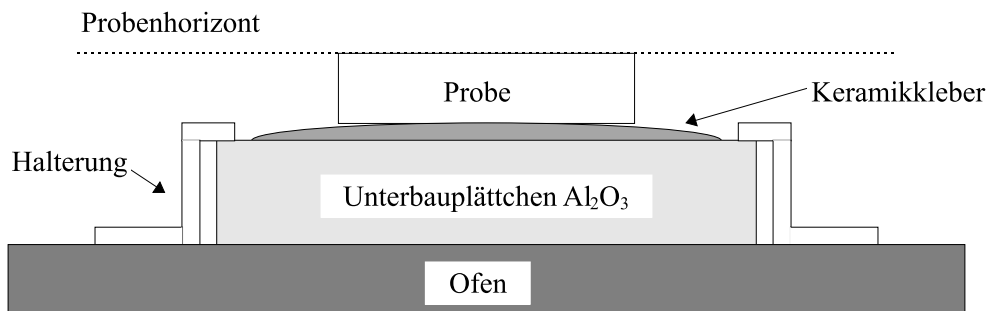 Probenhorizont
Probe
Keramikkleber
Halterung
Unterbauplättchen Al₂O₃
Ofen